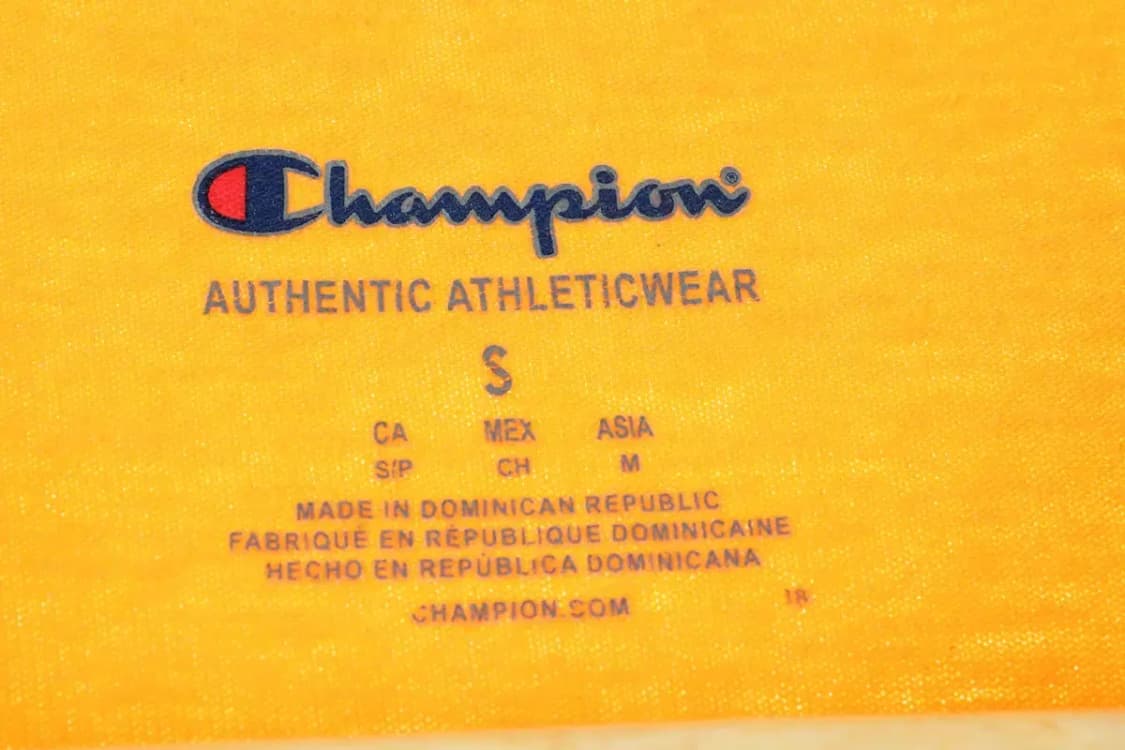 Champion®
AUTHENTIC ATHLETICWEAR
S
CA MEX ASIA
S/P CH M
MADE IN DOMINICAN REPUBLIC
FABRIQUÉ EN RÉPUBLIQUE DOMINICAINE
HECHO EN REPÚBLICA DOMINICANA
CHAMPION.COM 18